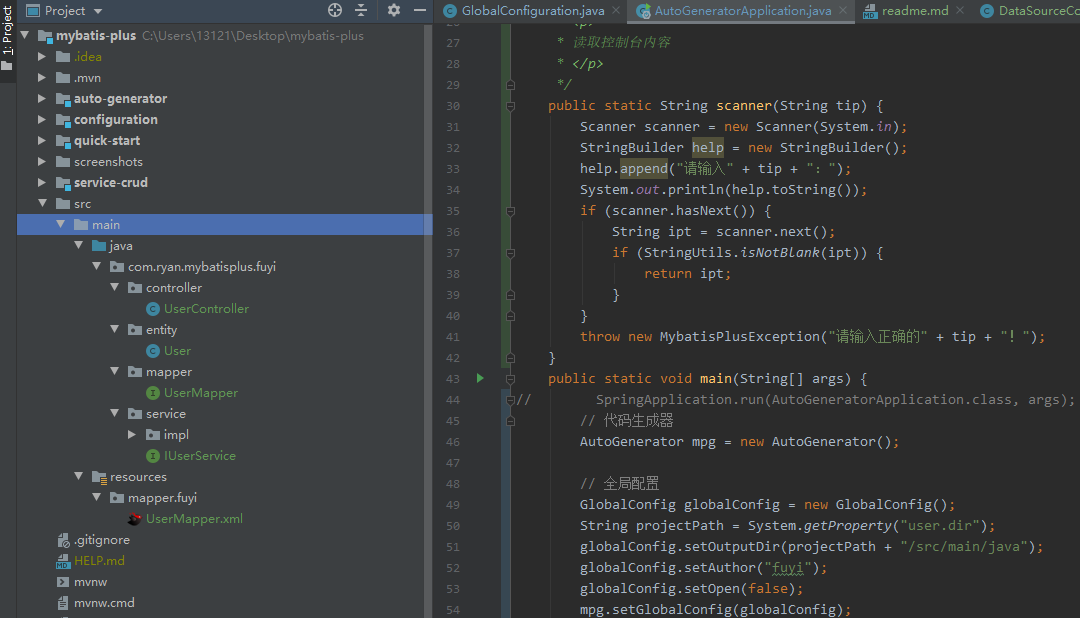 1: Project
Project
mybatis-plus C:\Users\13121\Desktop\mybatis-plus
.idea
.mvn
auto-generator
configuration
quick-start
screenshots
service-crud
src
main
java
com.ryan.mybatisplus.fuyi
controller
UserController
entity
User
mapper
UserMapper
service
impl
IUserService
resources
mapper.fuyi
UserMapper.xml
.gitignore
HELP.md
mvnw
mvnw.cmd
GlobalConfiguration.java AutoGeneratorApplication.java readme.md DataSourceCo
27 * 读取控制台内容
28 * </p>
29 */
30 public static String scanner(String tip) {
31 Scanner scanner = new Scanner(System.in);
32 StringBuilder help = new StringBuilder();
33 help.append("请输入" + tip + "：");
34 System.out.println(help.toString());
35 if (scanner.hasNext()) {
36 String ipt = scanner.next();
37 if (StringUtils.isNotBlank(ipt)) {
38 return ipt;
39 }
40 }
41 throw new MybatisPlusException("请输入正确的" + tip + "！");
42 }
43 public static void main(String[] args) {
44 // SpringApplication.run(AutoGeneratorApplication.class, args);
45 // 代码生成器
46 AutoGenerator mpg = new AutoGenerator();
47
48 // 全局配置
49 GlobalConfig globalConfig = new GlobalConfig();
50 String projectPath = System.getProperty("user.dir");
51 globalConfig.setOutputDir(projectPath + "/src/main/java");
52 globalConfig.setAuthor("fuyi");
53 globalConfig.setOpen(false);
54 mpg.setGlobalConfig(globalConfig);